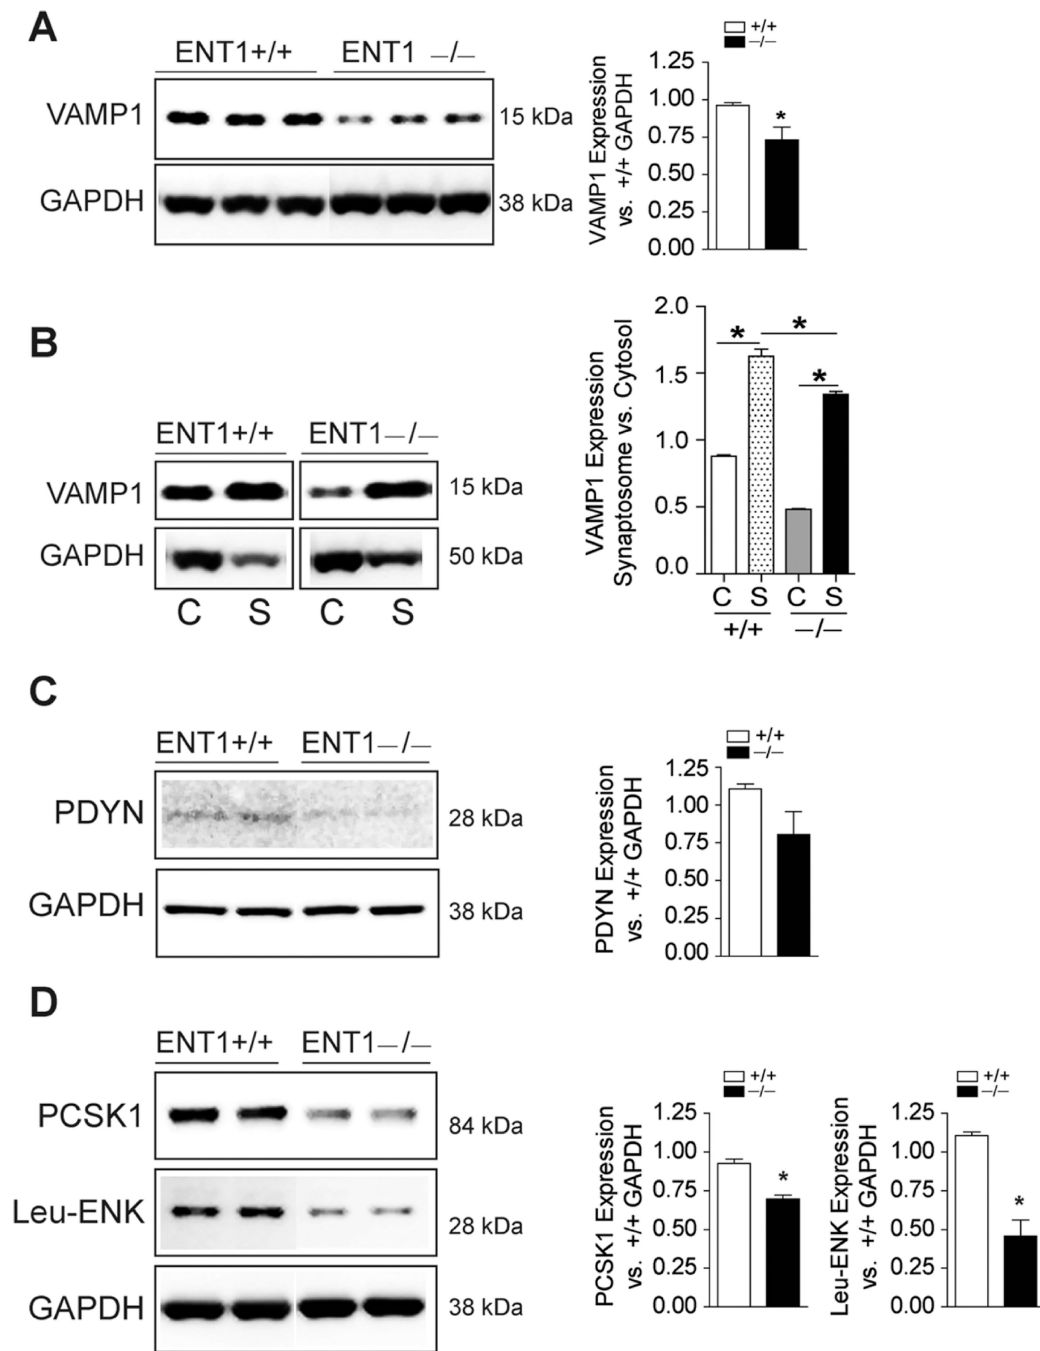 A
ENT1+/+ ENT1 –/–
VAMP1 15 kDa
GAPDH 38 kDa
+/+
–/–
VAMP1 Expression
vs. +/+ GAPDH
1.25
1.00
0.75
0.50
0.25
0.00
*
B
ENT1+/+ ENT1–/–
VAMP1 15 kDa
GAPDH 50 kDa
C S C S
VAMP1 Expression
Synaptosome vs. Cytosol
2.0
1.5
1.0
0.5
0.0
* * *
C S C S
+/+ –/–
C
ENT1+/+ ENT1–/–
PDYN 28 kDa
GAPDH 38 kDa
+/+
–/–
PDYN Expression
vs. +/+ GAPDH
1.25
1.00
0.75
0.50
0.25
0.00
D
ENT1+/+ ENT1–/–
PCSK1 84 kDa
Leu-ENK 28 kDa
GAPDH 38 kDa
+/+
–/–
PCSK1 Expression
vs. +/+ GAPDH
1.25
1.00
0.75
0.50
0.25
0.00
*
+/+
–/–
Leu-ENK Expression
vs. +/+ GAPDH
1.25
1.00
0.75
0.50
0.25
0.00
*